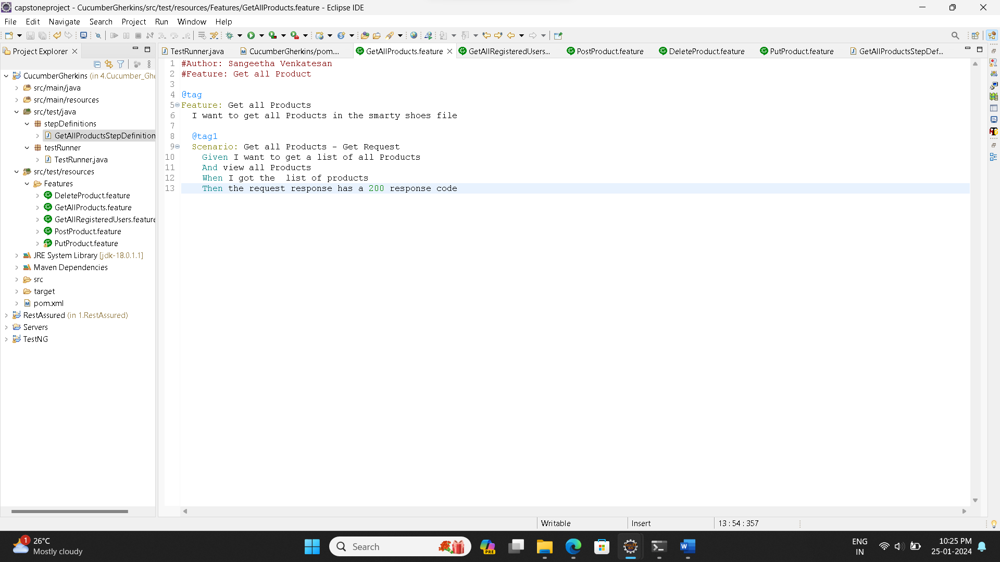 capstoneproject - CucumberGherkins/src/test/resources/Features/GetAllProducts.feature - Eclipse IDE
File Edit Navigate Search Project Run Window Help
Project Explorer
TestRunner.java CucumberGherkins/pom.... GetAllProducts.feature GetAllRegisteredUsers... PostProduct.feature DeleteProduct.feature PutProduct.feature GetAllProductsStepDef...
CucumberGherkins (in 4.Cucumber_Ghe
src/main/java
src/main/resources
src/test/java
stepDefinitions
GetAllProductsStepDefinition
testRunner
TestRunner.java
src/test/resources
Features
DeleteProduct.feature
GetAllProducts.feature
GetAllRegisteredUsers.feature
PostProduct.feature
PutProduct.feature
JRE System Library [jdk-18.0.1.1]
Maven Dependencies
src
target
pom.xml
RestAssured (in 1.RestAssured)
Servers
TestNG
1 #Author: Sangeetha Venkatesan
2 #Feature: Get all Product
3
4 @tag
5 Feature: Get all Products
6 I want to get all Products in the smarty shoes file
7
8 @tag1
9 Scenario: Get all Products - Get Request
10 Given I want to get a list of all Products
11 And view all Products
12 When I got the  list of products
13 Then the request response has a 200 response code
Writable Insert 13 : 54 : 357
1
26°C
Mostly cloudy
Search
PRE
ENG
IN
10:25 PM
25-01-2024